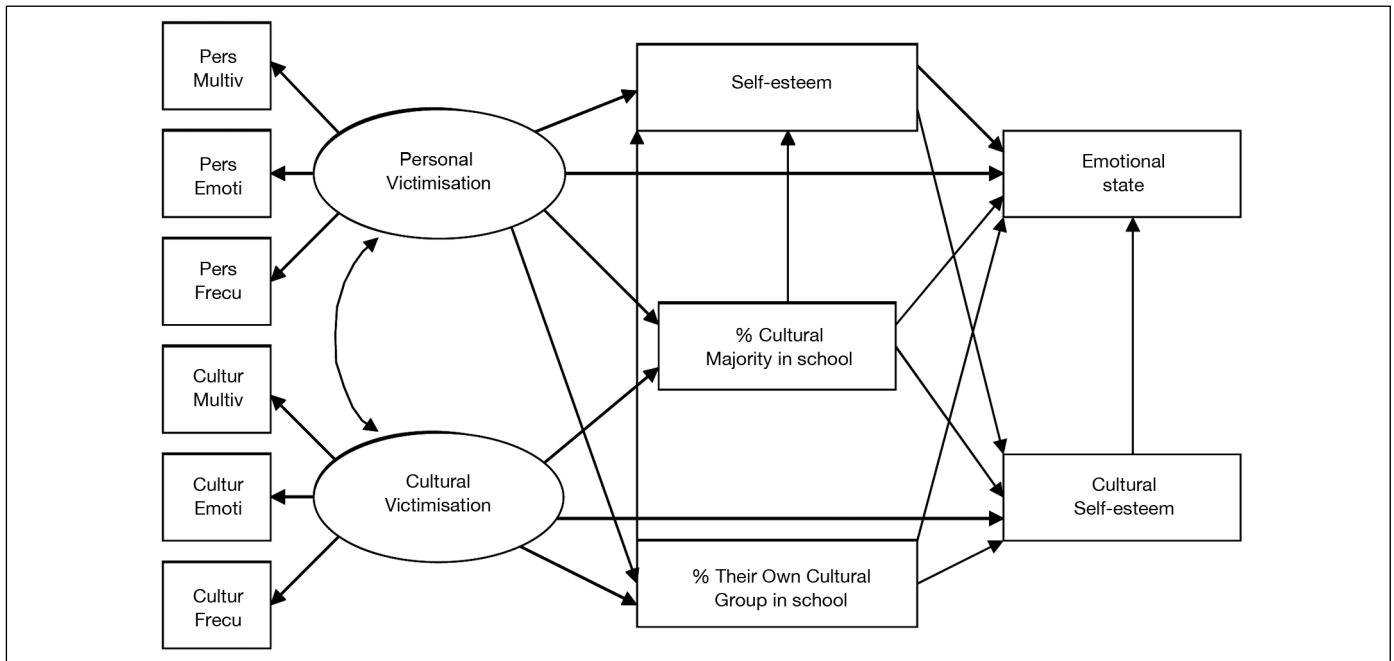 Pers
Multiv
Pers
Emoti
Pers
Frecu
Cultur
Multiv
Cultur
Emoti
Cultur
Frecu
Personal
Victimisation
Cultural
Victimisation
Self-esteem
% Cultural
Majority in school
% Their Own Cultural
Group in school
Emotional
state
Cultural
Self-esteem